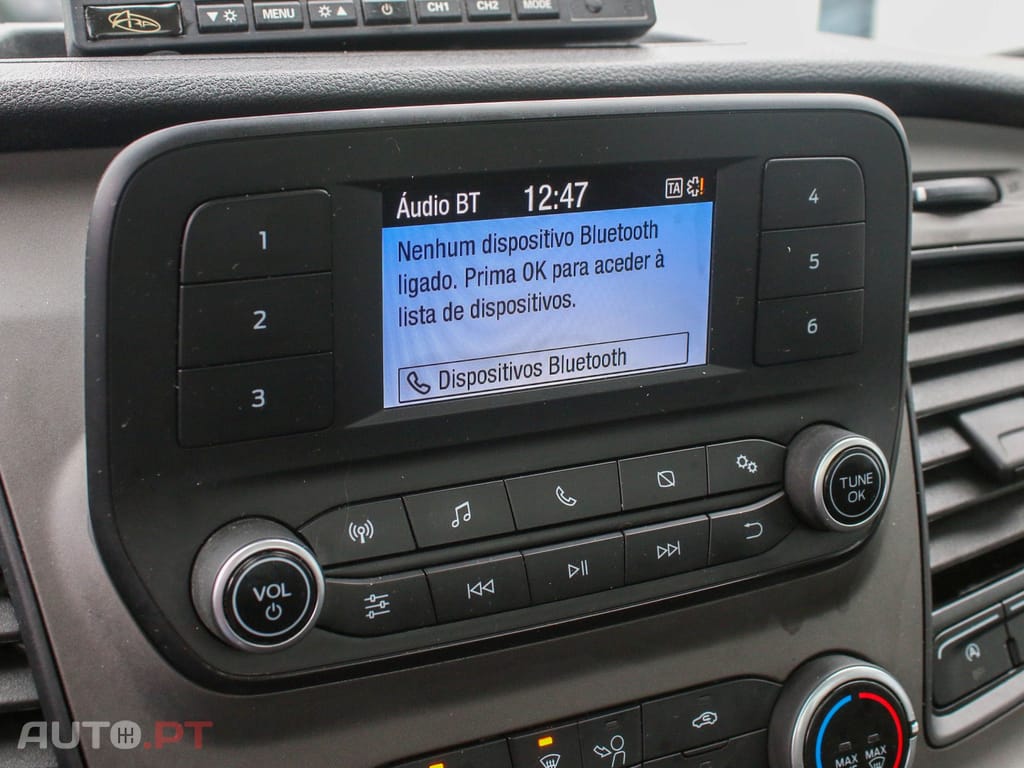 MENU
CH1
CH2
MODE
Áudio BT 12:47 TA
Nenhum dispositivo Bluetooth
ligado. Prima OK para aceder à
lista de dispositivos.
Dispositivos Bluetooth
1
2
3
4
5
6
TUNE
OK
VOL
MAX
MAX
AUTO.PT